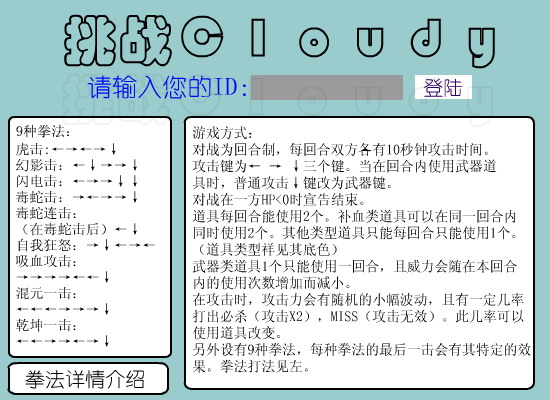 挑战Cloudy
请输入您的ID:
登陆
9种拳法:
虎击:←→←→↓
幻影击: ←↓→→↓
闪电击: ↓→→→↓
毒蛇击: →←→→↓
毒蛇连击:
（在毒蛇击后）←↓
自我狂怒: →↓←→←
吸血攻击:
→→→→←←↓
混元一击:
←←←→→→↓
乾坤一击:
←←→→←→↓
拳法详情介绍
游戏方式:
对战为回合制，每回合双方各有10秒钟攻击时间。
攻击键为← → ↓三个键。当在回合内使用武器道
具时，普通攻击↓键改为武器键。
对战在一方HP<0时宣告结束。
道具每回合能使用2个。补血类道具可以在同一回合内
同时使用2个。其他类型道具只能每回合只能使用1个。
（道具类型样见其底色）
武器类道具1个只能使用一回合，且威力会随在本回合
内的使用次数增加而减小。
在攻击时，攻击力会有随机的小幅波动，且有一定几率
打出必杀（攻击X2），MISS（攻击无效）。此几率可以
使用道具改变。
另外设有9种拳法，每种拳法的最后一击会有其特定的效
果。拳法打法见左。